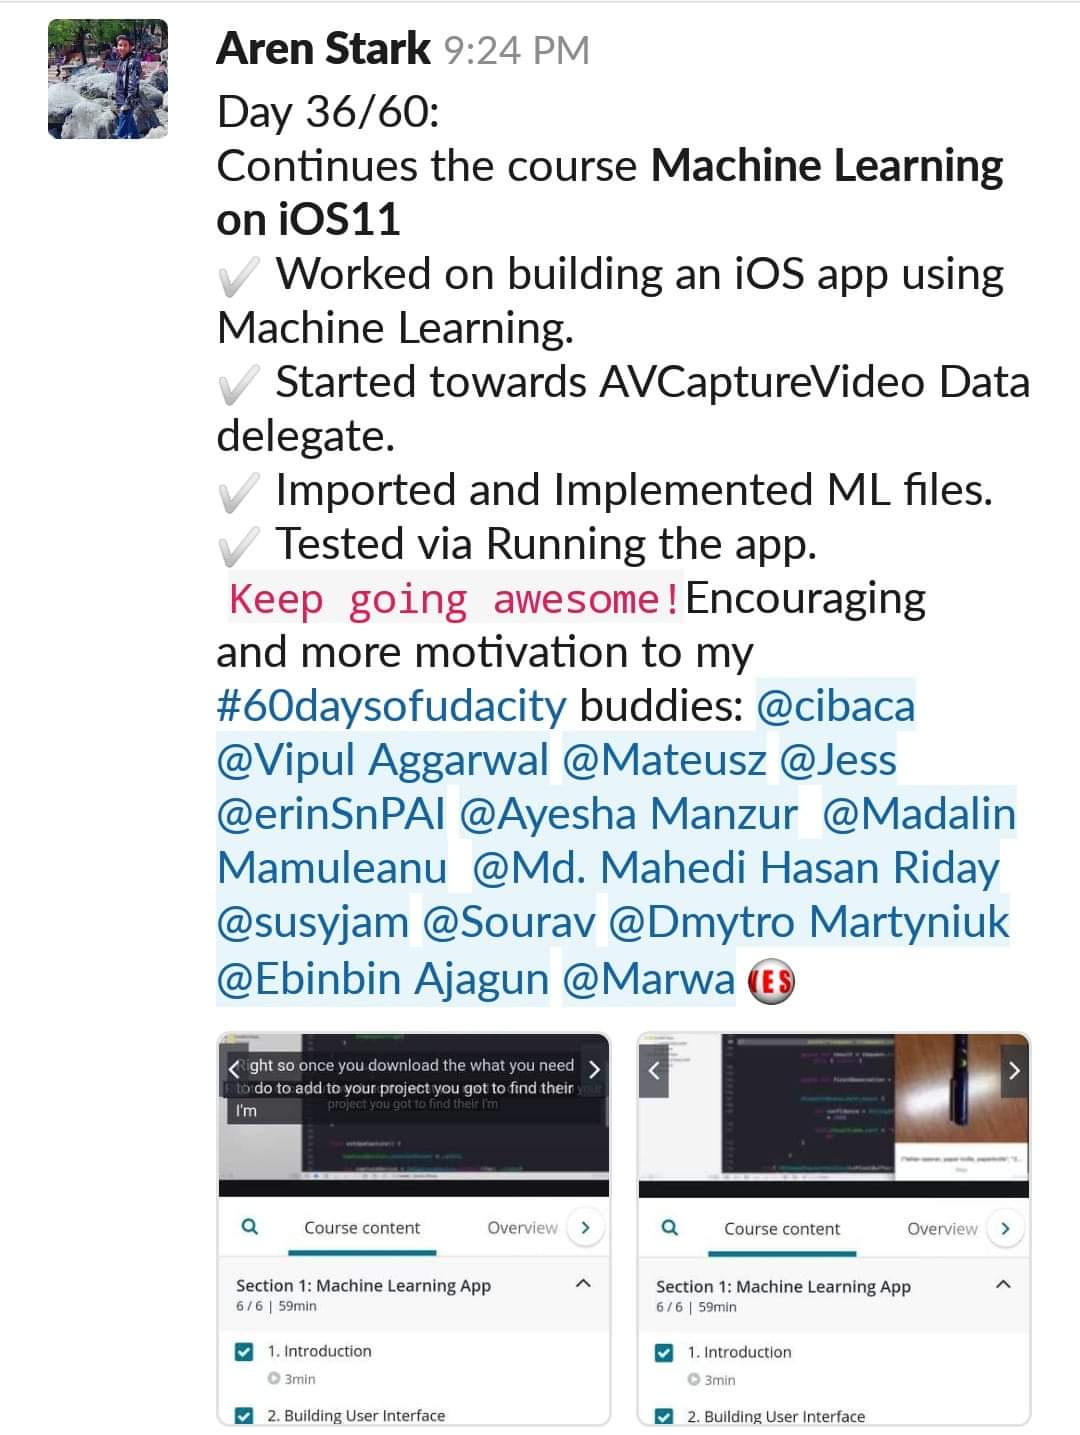 Aren Stark 9:24 PM
Day 36/60:
Continues the course Machine Learning
on iOS11
✔ Worked on building an iOS app using
Machine Learning.
✔ Started towards AVCaptureVideo Data
delegate.
✔ Imported and Implemented ML files.
✔ Tested via Running the app.
Keep going awesome!Encouraging
and more motivation to my
#60daysofudacity buddies: @cibaca
@Vipul Aggarwal @Mateusz @Jess
@erinSnPAI @Ayesha Manzur @Madalin
Mamuleanu @Md. Mahedi Hasan Riday
@susyjam @Sourav @Dmytro Martyniuk
@Ebinbin Ajagun @Marwa YES
Right so once you download the what you need
to do to add to your project you got to find their
I'm
project you got to find their I'm
Course content Overview
Section 1: Machine Learning App
6 / 6 | 59min
1. Introduction
3min
2. Building User Interface
Course content Overview
Section 1: Machine Learning App
6 / 6 | 59min
1. Introduction
3min
2. Building User Interface